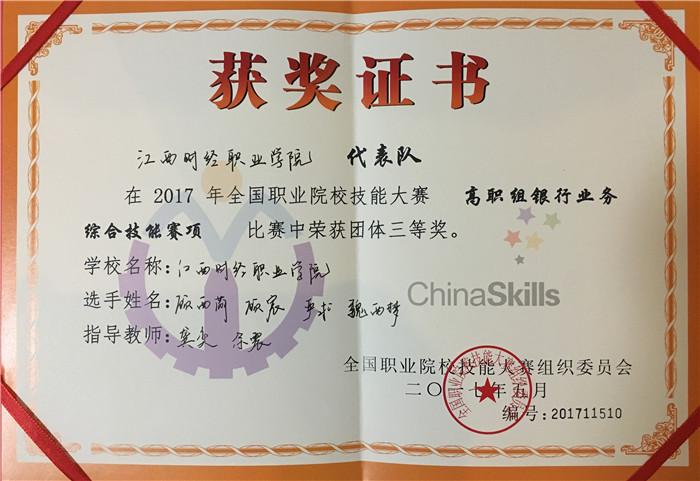 获奖证书
江西财经职业学院 代表队
在 2017 年全国职业院校技能大赛 高职组银行业务
综合技能赛项 比赛中荣获团体三等奖。
学校名称:江西财经职业学院
ChinaSkills
选手姓名: 魏西梦
指导教师:
全国职业院校技能大赛组织委员会
二〇一七年五月
编号:201711510